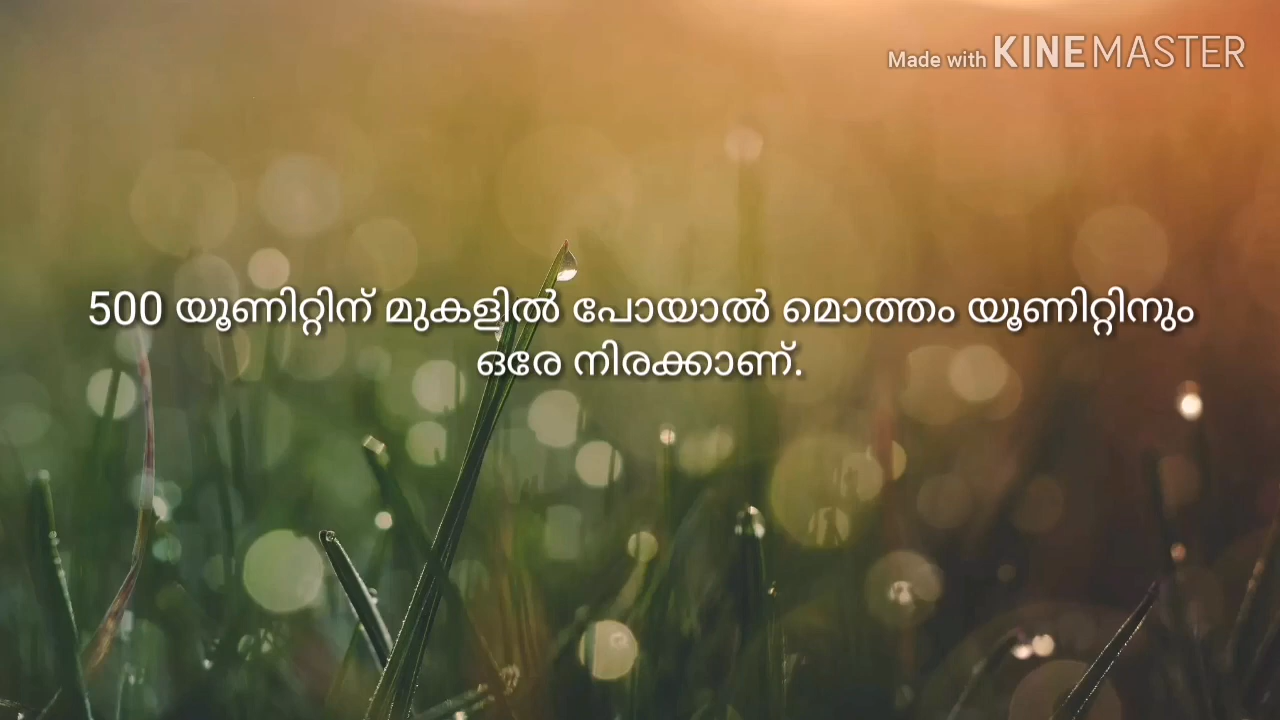 Made with KINEMASTER
500 യൂണിറ്റിന് മുകളിൽ പോയാൽ മൊത്തം യൂണിറ്റിനും
ഒരേ നിരക്കാണ്.